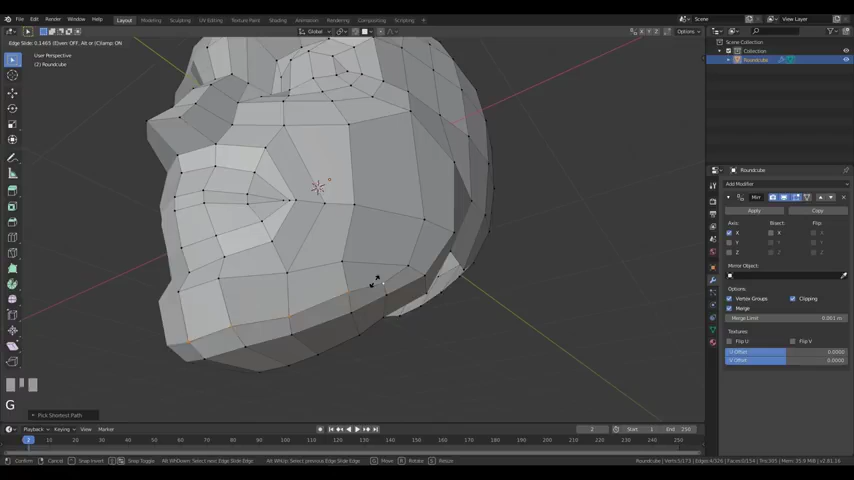 File Edit Render Window Help Layout Modeling Sculpting UV Editing Texture Paint Shading Animation Rendering Compositing Scripting Scene View Layer
Global Options
Edge Slide: 0.1465 (E)ven: OFF, Alt or (C)lamp: ON
User Perspective
(2) Roundcube
X Y Z
Scene Collection
Collection
Roundcube
Roundcube
Add Modifier
Mirr
Apply Copy
Axis: Bisect: Flip:
X X X
Y Y Y
Z Z Z
Mirror Object:
Options:
Vertex Groups Clipping
Merge
Merge Limit 0.001 m
Textures:
Flip U Flip V
U Offset 0.0000
V Offset 0.0000
G
Pick Shortest Path
Playback Keying View Marker 2 Start 1 End 250
2 10 20 30 40 50 60 70 80 90 100 110 120 130 140 150 160 170 180 190 200 210 220 230 240 250
Confirm Cancel Snap Invert Snap Toggle Move Rotate Resize Roundcube